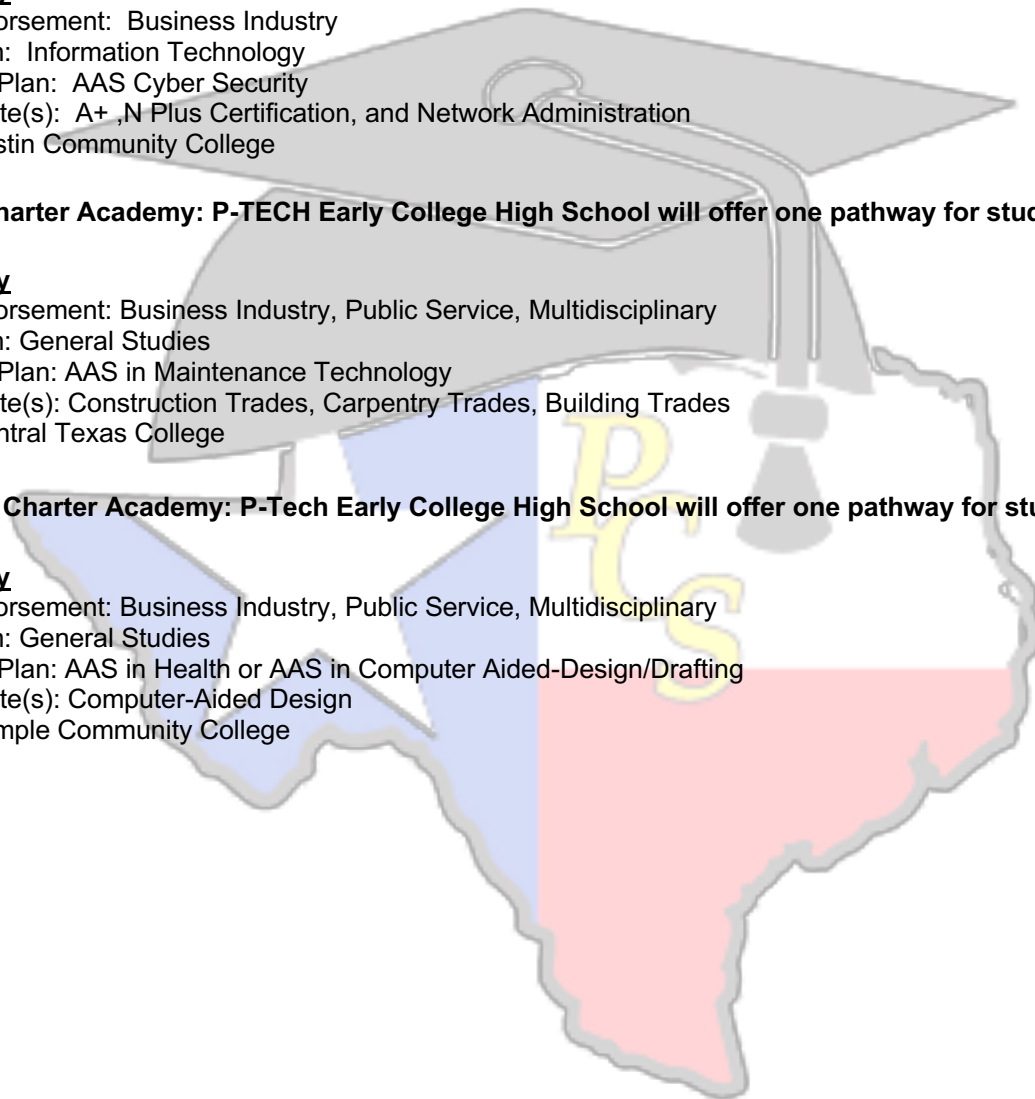 y
orsement: Business Industry
n: Information Technology
Plan: AAS Cyber Security
te(s): A+ ,N Plus Certification, and Network Administration
stin Community College
harter Academy: P-TECH Early College High School will offer one pathway for stud
y
orsement: Business Industry, Public Service, Multidisciplinary
n: General Studies
Plan: AAS in Maintenance Technology
te(s): Construction Trades, Carpentry Trades, Building Trades
ntral Texas College
Charter Academy: P-Tech Early College High School will offer one pathway for stu
y
orsement: Business Industry, Public Service, Multidisciplinary
n: General Studies
Plan: AAS in Health or AAS in Computer Aided-Design/Drafting
te(s): Computer-Aided Design
mple Community College
PCS